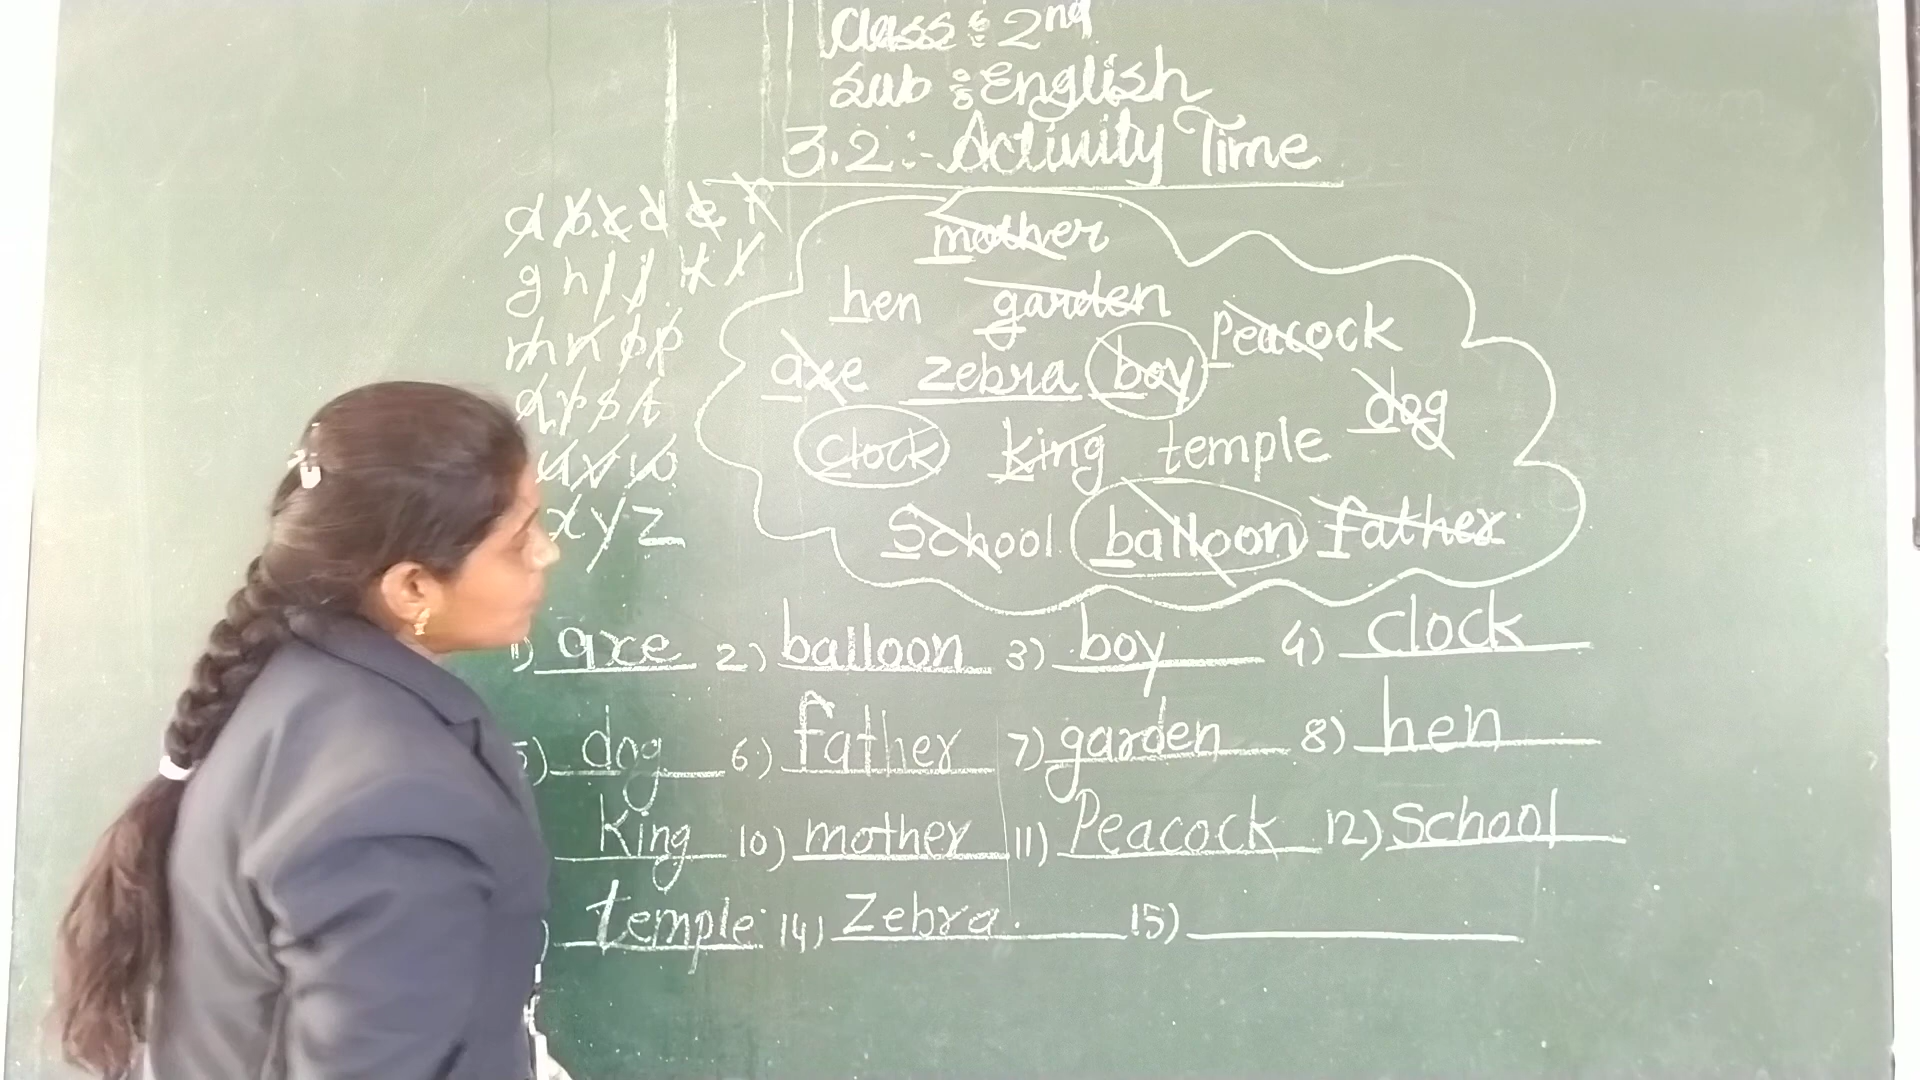 Class : 2nd
Sub : English
3.2 :- Activity Time
a b c d e f
g h i j k l
m n o p
q r s t
u v w
x y z
mother
hen garden
Peacock
axe zebra boy
dog
clock king temple
School balloon father
1) axe 2) balloon 3) boy 4) clock
5) dog 6) father 7) garden 8) hen
King 10) mother 11) Peacock 12) School
) temple 14) Zebra. 15)